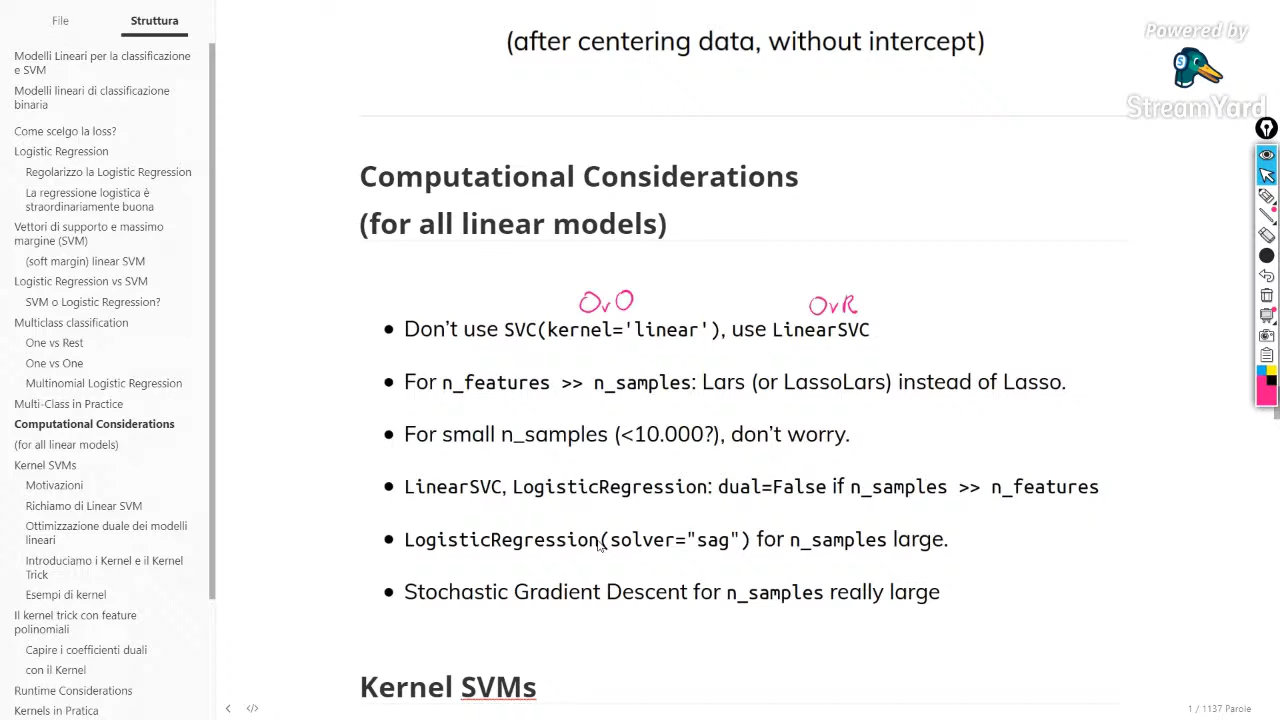 File
Struttura
Modelli Lineari per la classificazione
e SVM
Modelli lineari di classificazione
binaria
Come scelgo la loss?
Logistic Regression
Regolarizzo la Logistic Regression
La regressione logistica è
straordinariamente buona
Vettori di supporto e massimo
margine (SVM)
(soft margin) linear SVM
Logistic Regression vs SVM
SVM o Logistic Regression?
Multiclass classification
One vs Rest
One vs One
Multinomial Logistic Regression
Multi-Class in Practice
Computational Considerations
(for all linear models)
Kernel SVMs
Motivazioni
Richiamo di Linear SVM
Ottimizzazione duale dei modelli
lineari
Introduciamo i Kernel e il Kernel
Trick
Esempi di kernel
Il kernel trick con feature
polinomiali
Capire i coefficienti duali
con il Kernel
Runtime Considerations
Kernels in Pratica
(after centering data, without intercept)
Computational Considerations
(for all linear models)
OvO OvR
• Don’t use SVC(kernel='linear'), use LinearSVC
• For n_features >> n_samples: Lars (or LassoLars) instead of Lasso.
• For small n_samples (<10.000?), don’t worry.
• LinearSVC, LogisticRegression: dual=False if n_samples >> n_features
• LogisticRegression(solver="sag") for n_samples large.
• Stochastic Gradient Descent for n_samples really large
Kernel SVMs
Powered by
S
StreamYard
1 / 1137 Parole